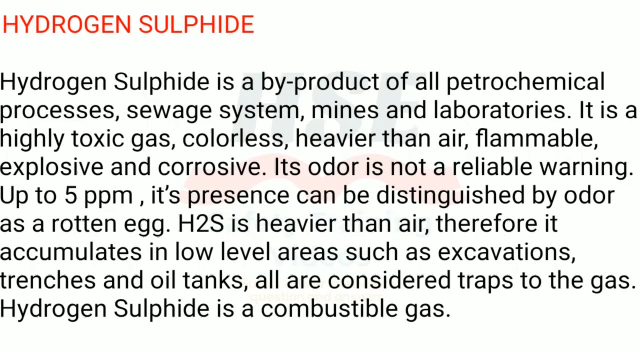 HYDROGEN SULPHIDE
Hydrogen Sulphide is a by-product of all petrochemical
processes, sewage system, mines and laboratories. It is a
highly toxic gas, colorless, heavier than air, flammable,
explosive and corrosive. Its odor is not a reliable warning.
Up to 5 ppm , it’s presence can be distinguished by odor
as a rotten egg. H2S is heavier than air, therefore it
accumulates in low level areas such as excavations,
trenches and oil tanks, all are considered traps to the gas.
Hydrogen Sulphide is a combustible gas.